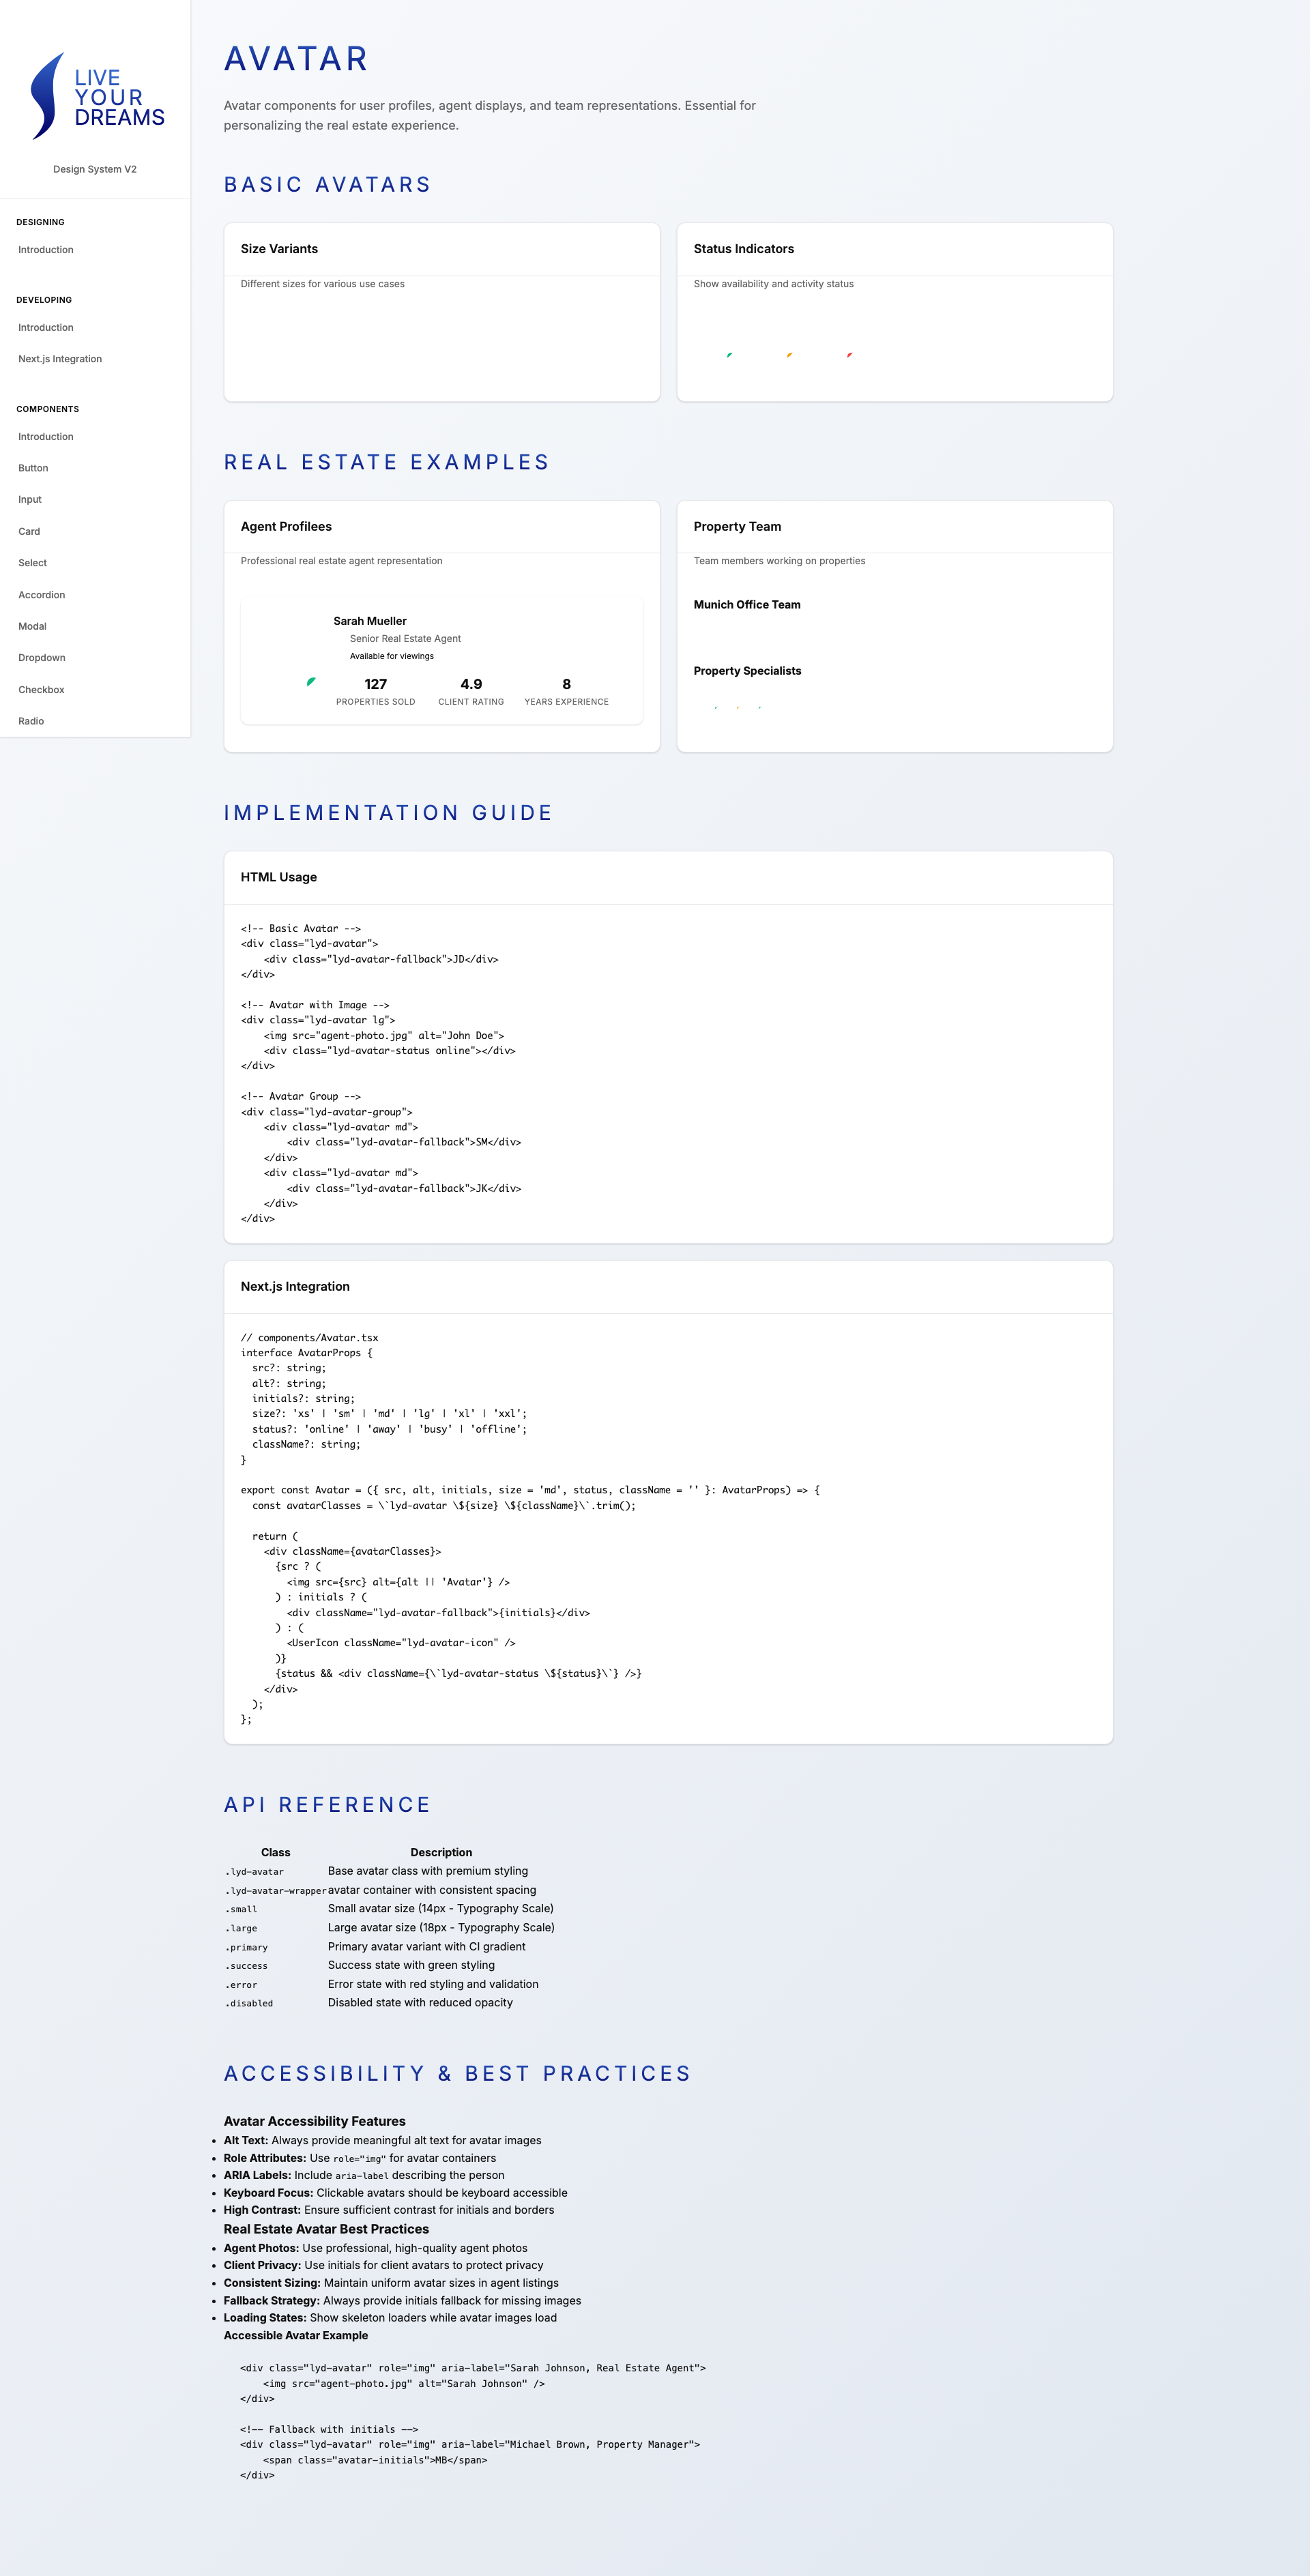 LIVE
YOUR
DREAMS
Design System V2
DESIGNING
Introduction
DEVELOPING
Introduction
Next.js Integration
COMPONENTS
Introduction
Button
Input
Card
Select
Accordion
Modal
Dropdown
Checkbox
Radio
AVATAR
Avatar components for user profiles, agent displays, and team representations. Essential for
personalizing the real estate experience.
BASIC AVATARS
Size Variants
Different sizes for various use cases
Status Indicators
Show availability and activity status
REAL ESTATE EXAMPLES
Agent Profilees
Professional real estate agent representation
Sarah Mueller
Senior Real Estate Agent
Available for viewings
127
PROPERTIES SOLD
4.9
CLIENT RATING
8
YEARS EXPERIENCE
Property Team
Team members working on properties
Munich Office Team
Property Specialists
IMPLEMENTATION GUIDE
HTML Usage
<!-- Basic Avatar -->
<div class="lyd-avatar">
    <div class="lyd-avatar-fallback">JD</div>
</div>
<!-- Avatar with Image -->
<div class="lyd-avatar lg">
    <img src="agent-photo.jpg" alt="John Doe">
    <div class="lyd-avatar-status online"></div>
</div>
<!-- Avatar Group -->
<div class="lyd-avatar-group">
    <div class="lyd-avatar md">
        <div class="lyd-avatar-fallback">SM</div>
    </div>
    <div class="lyd-avatar md">
        <div class="lyd-avatar-fallback">JK</div>
    </div>
</div>
Next.js Integration
// components/Avatar.tsx
interface AvatarProps {
  src?: string;
  alt?: string;
  initials?: string;
  size?: 'xs' | 'sm' | 'md' | 'lg' | 'xl' | 'xxl';
  status?: 'online' | 'away' | 'busy' | 'offline';
  className?: string;
}
export const Avatar = ({ src, alt, initials, size = 'md', status, className = '' }: AvatarProps) => {
  const avatarClasses = \`lyd-avatar \${size} \${className}\`.trim();
  return (
    <div className={avatarClasses}>
      {src ? (
        <img src={src} alt={alt || 'Avatar'} />
      ) : initials ? (
        <div className="lyd-avatar-fallback">{initials}</div>
      ) : (
        <UserIcon className="lyd-avatar-icon" />
      )}
      {status && <div className={\`lyd-avatar-status \${status}\`} />}
    </div>
  );
};
API REFERENCE
Class Description
.lyd-avatar Base avatar class with premium styling
.lyd-avatar-wrapper avatar container with consistent spacing
.small Small avatar size (14px - Typography Scale)
.large Large avatar size (18px - Typography Scale)
.primary Primary avatar variant with CI gradient
.success Success state with green styling
.error Error state with red styling and validation
.disabled Disabled state with reduced opacity
ACCESSIBILITY & BEST PRACTICES
Avatar Accessibility Features
• Alt Text: Always provide meaningful alt text for avatar images
• Role Attributes: Use role="img" for avatar containers
• ARIA Labels: Include aria-label describing the person
• Keyboard Focus: Clickable avatars should be keyboard accessible
• High Contrast: Ensure sufficient contrast for initials and borders
Real Estate Avatar Best Practices
• Agent Photos: Use professional, high-quality agent photos
• Client Privacy: Use initials for client avatars to protect privacy
• Consistent Sizing: Maintain uniform avatar sizes in agent listings
• Fallback Strategy: Always provide initials fallback for missing images
• Loading States: Show skeleton loaders while avatar images load
Accessible Avatar Example
<div class="lyd-avatar" role="img" aria-label="Sarah Johnson, Real Estate Agent">
    <img src="agent-photo.jpg" alt="Sarah Johnson" />
</div>
<!-- Fallback with initials -->
<div class="lyd-avatar" role="img" aria-label="Michael Brown, Property Manager">
    <span class="avatar-initials">MB</span>
</div>